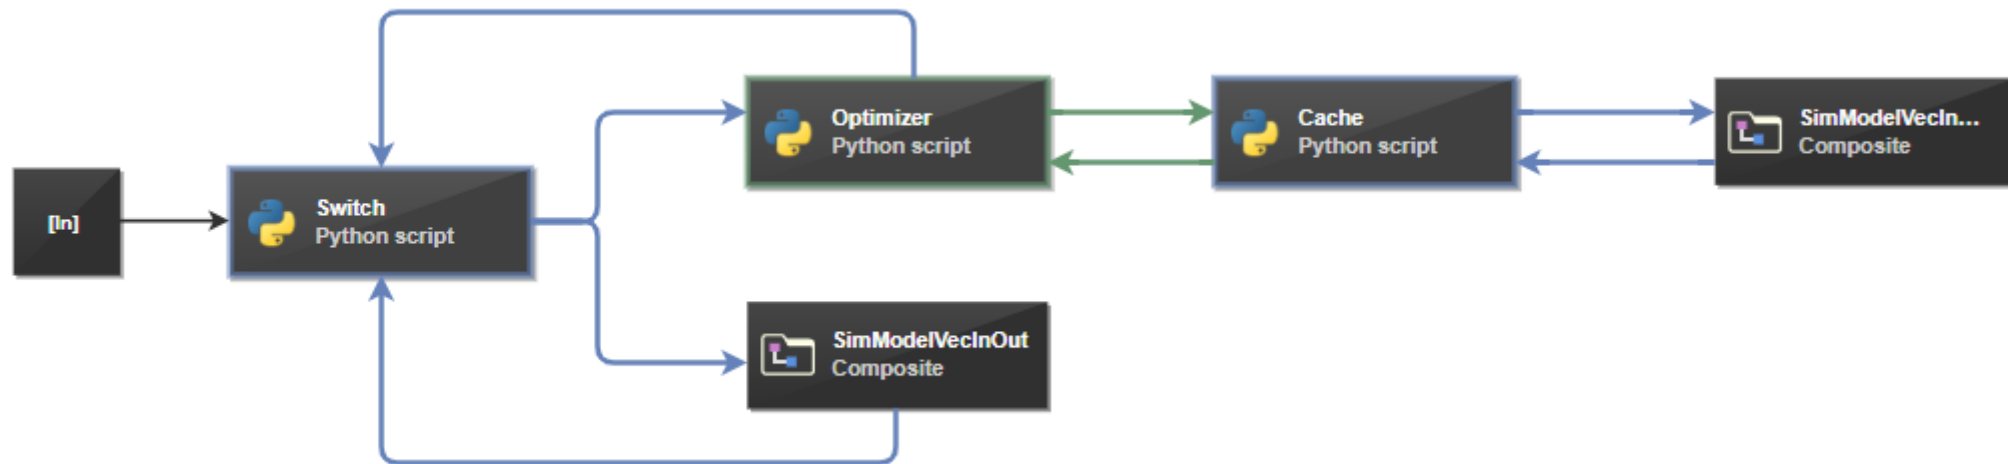 [In]
Switch
Python script
Optimizer
Python script
Cache
Python script
SimModelVecIn...
Composite
SimModelVecInOut
Composite